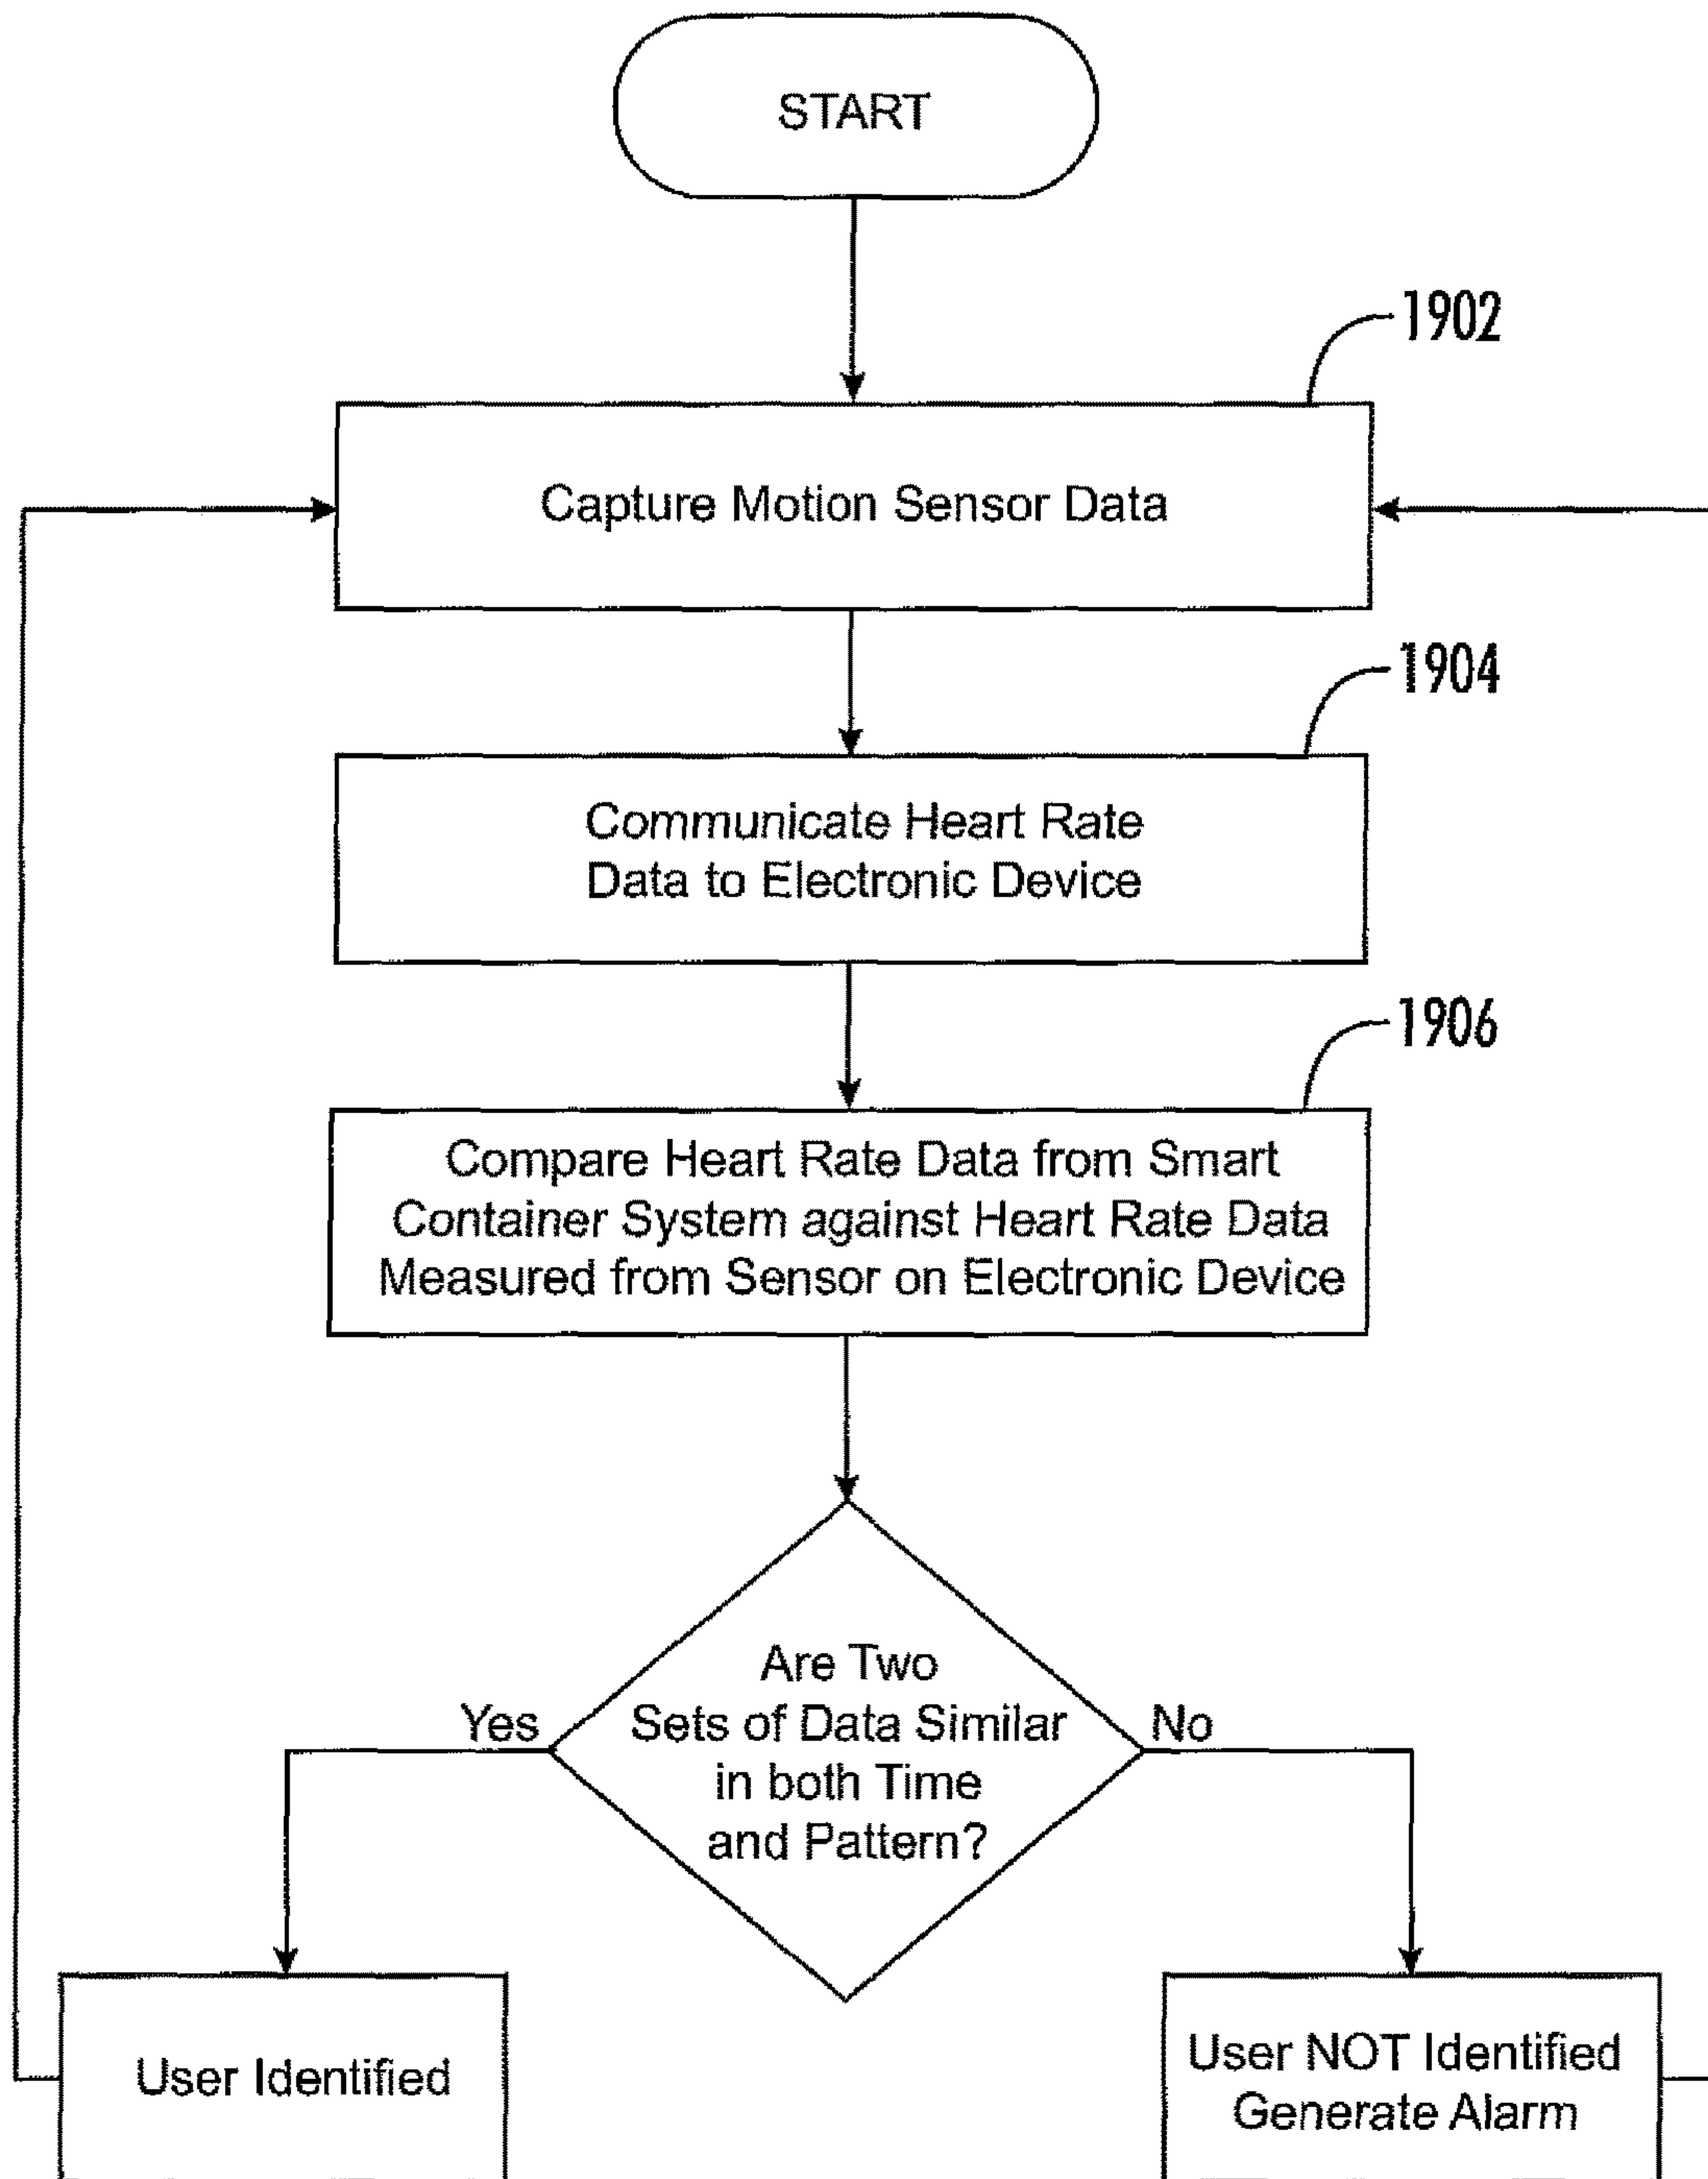 START
1902
Capture Motion Sensor Data
1904
Communicate Heart Rate
Data to Electronic Device
1906
Compare Heart Rate Data from Smart
Container System against Heart Rate Data
Measured from Sensor on Electronic Device
Are Two
Sets of Data Similar
in both Time
and Pattern?
Yes
No
User Identified
User NOT Identified
Generate Alarm